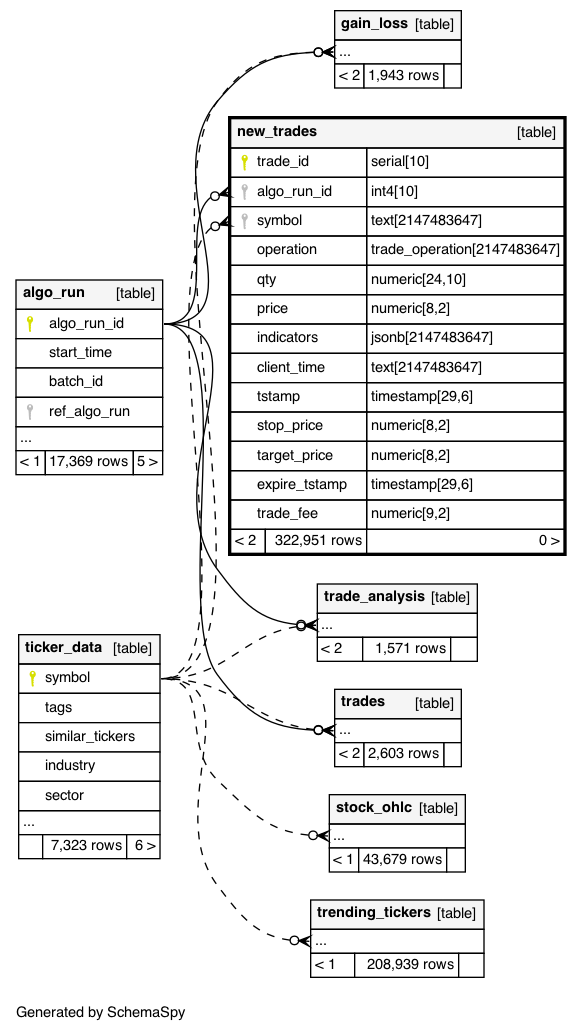 gain_loss [table]
...
< 2 1,943 rows
new_trades [table]
trade_id serial[10]
algo_run_id int4[10]
symbol text[2147483647]
operation trade_operation[2147483647]
qty numeric[24,10]
price numeric[8,2]
indicators jsonb[2147483647]
client_time text[2147483647]
tstamp timestamp[29,6]
stop_price numeric[8,2]
target_price numeric[8,2]
expire_tstamp timestamp[29,6]
trade_fee numeric[9,2]
< 2 322,951 rows 0 >
algo_run [table]
algo_run_id
start_time
batch_id
ref_algo_run
...
< 1 17,369 rows 5 >
trade_analysis [table]
...
< 2 1,571 rows
ticker_data [table]
symbol
tags
similar_tickers
industry
sector
...
7,323 rows 6 >
trades [table]
...
< 2 2,603 rows
stock_ohlc [table]
...
< 1 43,679 rows
trending_tickers [table]
...
< 1 208,939 rows
Generated by SchemaSpy